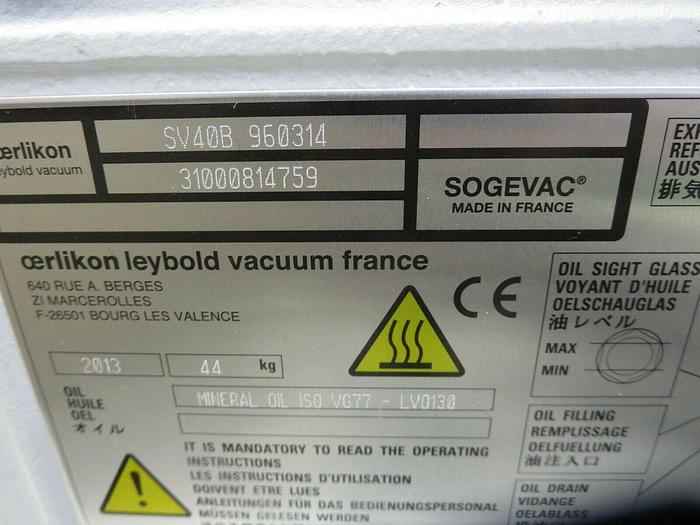 œrlikon
leybold vacuum
SV40B 960314
31000814759
SOGEVAC®
MADE IN FRANCE
œrlikon leybold vacuum france
640 RUE A. BERGES
ZI MARCEROLLES
F-26501 BOURG LES VALENCE
CE
2013
44 kg
OIL
HUILE
OEL
オイル
MINERAL OIL ISO VG77 - LVO130
IT IS MANDATORY TO READ THE OPERATING
INSTRUCTIONS
LES INSTRUCTIONS D'UTILISATION
DOIVENT ETRE LUES
ANLEITUNGEN FÜR DAS BEDIENUNGSPERSONAL
MÜSSEN GELESEN WERDEN
EX
REF
AUS
排気
OIL SIGHT GLASS
VOYANT D'HUILE
OELSCHAUGLAS
油レベル
MAX
MIN
OIL FILLING
REMPLISSAGE
OELFUELLUNG
油注入口
OIL DRAIN
VIDANGE
OELABLASS